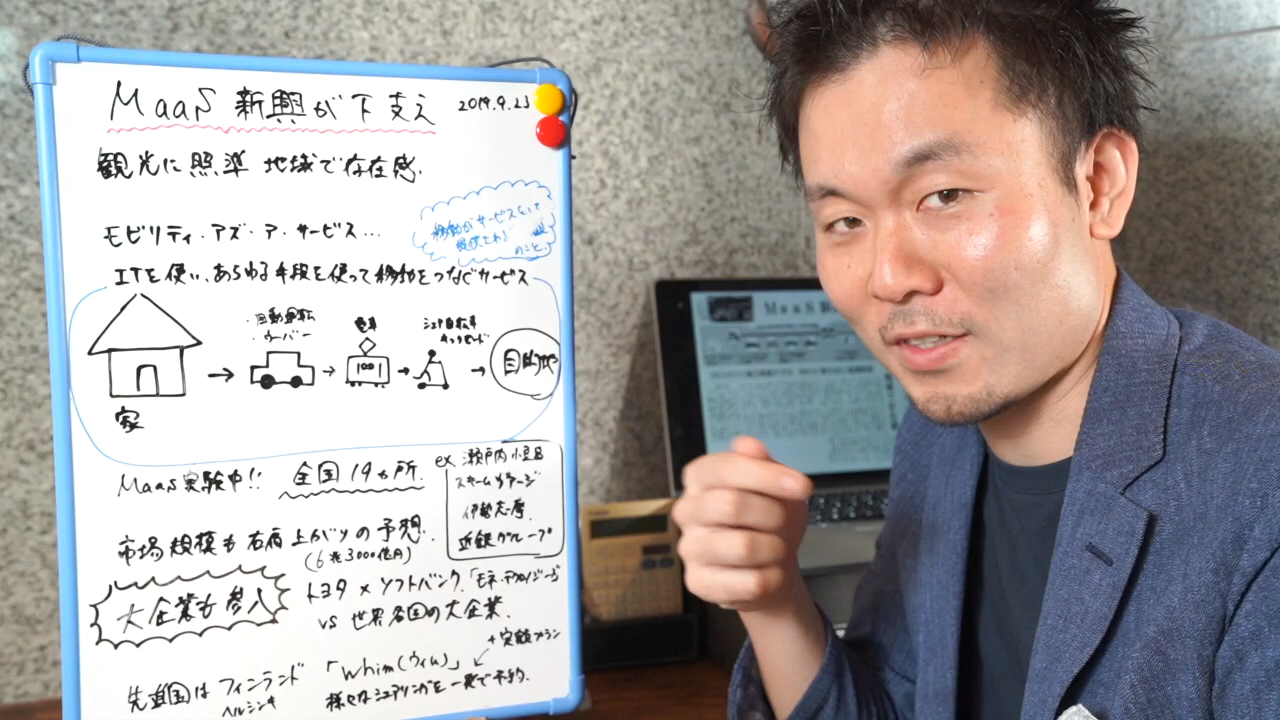 MaaS 新興が下支え 2019.9.23
観光に照準 地域で存在感.
モビリティ・アズ・ア・サービス...
移動がサービスとして
提供される
のこと.
ITを使い、あらゆる手段を使って移動をつなぐサービス
・自動運転
・ウーバー
電車
シェア自転車
キックボード
→ → → →
目的地
家
MaaS実験中!! 全国19ヵ所.
ex 瀬戸内 小豆島
スキームヴァージ
伊勢志摩.
近鉄グループ
市場規模も右肩上がりの予想.
(6兆3000億円)
大企業も参入
トヨタ×ソフトバンク.「モネ・テクノロジーズ
vs 世界各国の大企業.
先進国はフィンランド
ヘルシンキ
「whim(ウィム)」
+定額プラン
様々なシェアリングを一発で予約.
MaaS